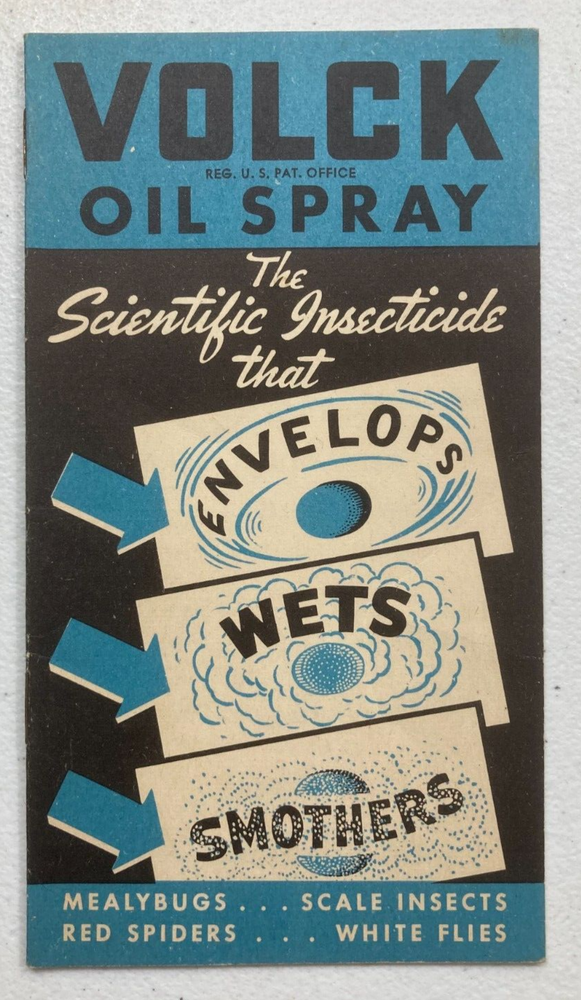 VOLCK
REG. U. S. PAT. OFFICE
OIL SPRAY
The
Scientific Insecticide
that
ENVELOPS
WETS
SMOTHERS
MEALYBUGS . . . SCALE INSECTS
RED SPIDERS . . . WHITE FLIES